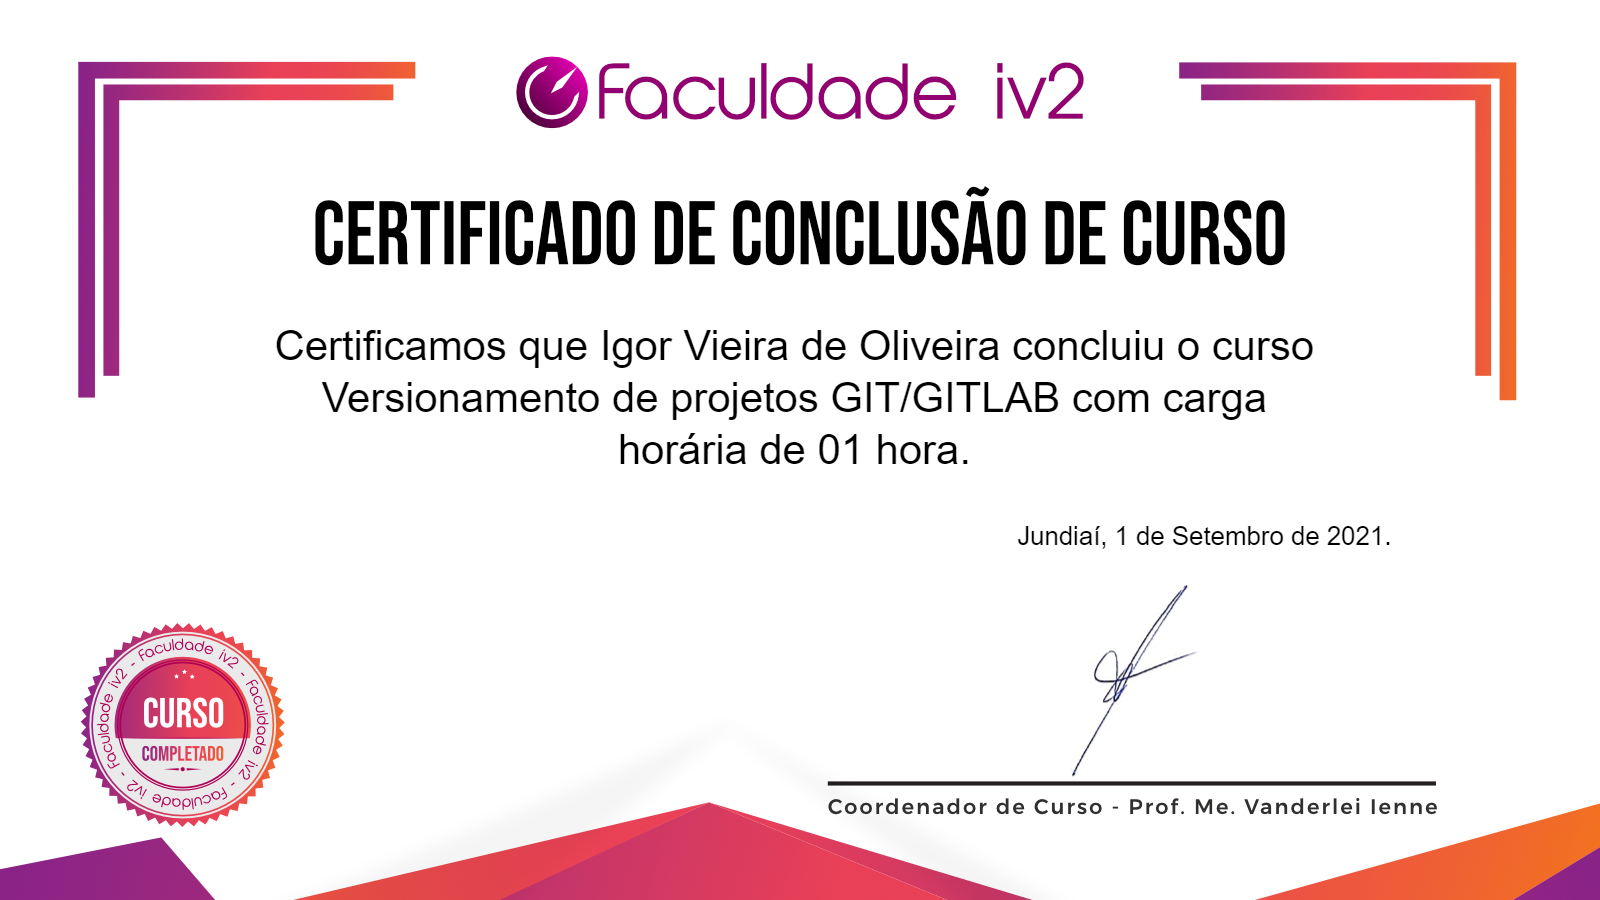 Faculdade iv2
CERTIFICADO DE CONCLUSÃO DE CURSO
Certificamos que Igor Vieira de Oliveira concluiu o curso
Versionamento de projetos GIT/GITLAB com carga
horária de 01 hora.
Jundiaí, 1 de Setembro de 2021.
Faculdade iv2 - Faculdade iv2 - Faculdade iv2 - Faculdade iv2 -
CURSO
COMPLETADO
Coordenador de Curso - Prof. Me. Vanderlei Ienne